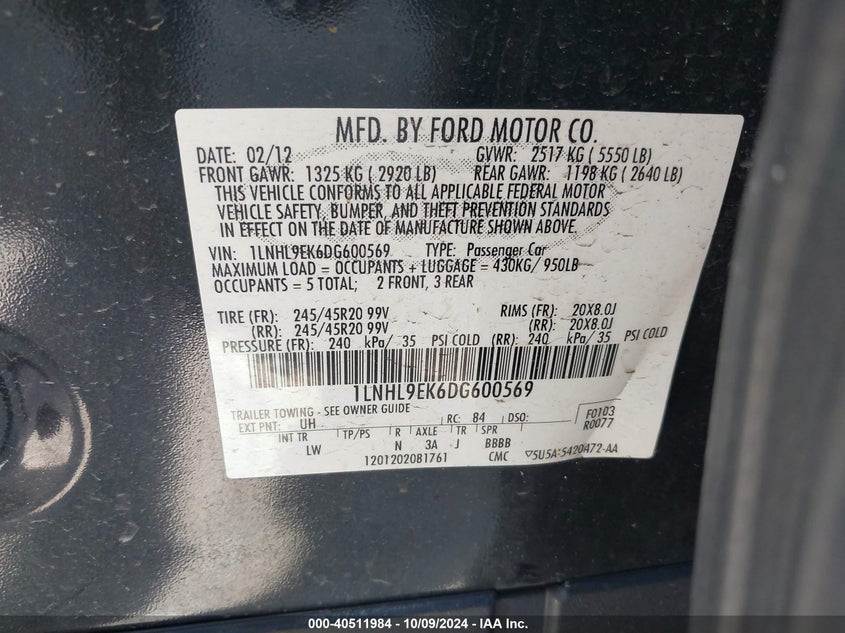 MFD. BY FORD MOTOR CO.
DATE: 02/12 GVWR: 2517 KG ( 5550 LB)
FRONT GAWR: 1325 KG ( 2920 LB) REAR GAWR: 1198 KG ( 2640 LB)
THIS VEHICLE CONFORMS TO ALL APPLICABLE FEDERAL MOTOR
VEHICLE SAFETY, BUMPER, AND THEFT PREVENTION STANDARDS
IN EFFECT ON THE DATE OF MANUFACTURE SHOWN ABOVE.
VIN: 1LNHL9EK6DG600569 TYPE: Passenger Car
MAXIMUM LOAD = OCCUPANTS + LUGGAGE = 430KG/ 950LB
OCCUPANTS = 5 TOTAL; 2 FRONT, 3 REAR
TIRE (FR): 245/45R20 99V RIMS (FR): 20X8.0J
(RR): 245/45R20 99V (RR): 20X8.0J
PRESSURE (FR): 240 kPa/ 35 PSI COLD (RR): 240 kPa/ 35 PSI COLD
1LNHL9EK6DG600569
TRAILER TOWING - SEE OWNER GUIDE
EXT PNT: UH RC: 84 DSO: F0103
R0077
INT TR TP/PS R AXLE TR SPR
LW N 3A J BBBB
1201202081761 CMC ▽5U5A-5420472-AA
000-40511984 - 10/09/2024 - IAA Inc.